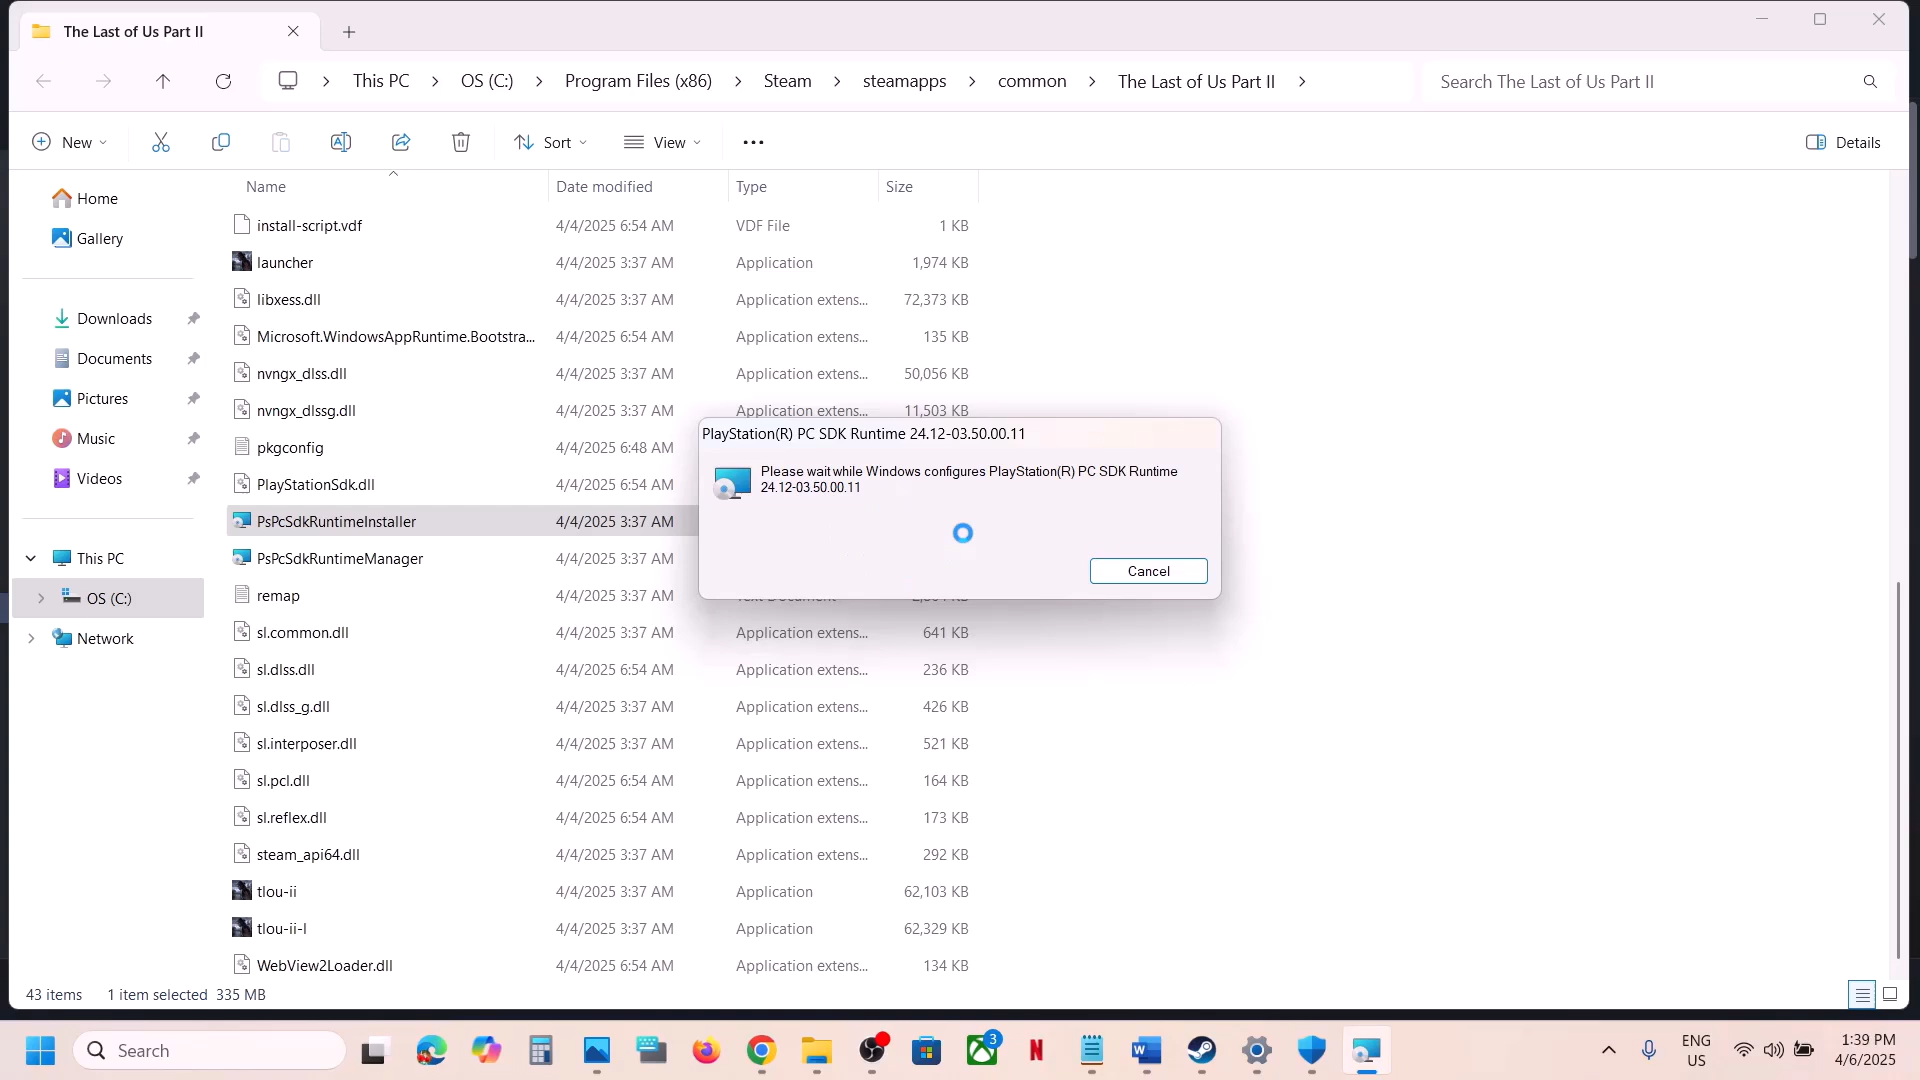 The Last of Us Part II
This PC
OS (C:)
Program Files (x86)
Steam
steamapps
common
The Last of Us Part II
Search The Last of Us Part II
New
Sort
View
Details
Name
Date modified
Type
Size
Home
Gallery
Downloads
Documents
Pictures
Music
Videos
This PC
OS (C:)
Network
install-script.vdf 4/4/2025 6:54 AM VDF File 1 KB
launcher 4/4/2025 3:37 AM Application 1,974 KB
libxess.dll 4/4/2025 3:37 AM Application extens... 72,373 KB
Microsoft.WindowsAppRuntime.Bootstra... 4/4/2025 6:54 AM Application extens... 135 KB
nvngx_dlss.dll 4/4/2025 3:37 AM Application extens... 50,056 KB
nvngx_dlssg.dll 4/4/2025 3:37 AM Application extens... 11,503 KB
pkgconfig 4/4/2025 6:48 AM
PlayStationSdk.dll 4/4/2025 6:54 AM
PsPcSdkRuntimeInstaller 4/4/2025 3:37 AM
PsPcSdkRuntimeManager 4/4/2025 3:37 AM
remap 4/4/2025 3:37 AM
sl.common.dll 4/4/2025 3:37 AM Application extens... 641 KB
sl.dlss.dll 4/4/2025 6:54 AM Application extens... 236 KB
sl.dlss_g.dll 4/4/2025 3:37 AM Application extens... 426 KB
sl.interposer.dll 4/4/2025 3:37 AM Application extens... 521 KB
sl.pcl.dll 4/4/2025 6:54 AM Application extens... 164 KB
sl.reflex.dll 4/4/2025 6:54 AM Application extens... 173 KB
steam_api64.dll 4/4/2025 3:37 AM Application extens... 292 KB
tlou-ii 4/4/2025 3:37 AM Application 62,103 KB
tlou-ii-l 4/4/2025 3:37 AM Application 62,329 KB
WebView2Loader.dll 4/4/2025 6:54 AM Application extens... 134 KB
PlayStation(R) PC SDK Runtime 24.12-03.50.00.11
Please wait while Windows configures PlayStation(R) PC SDK Runtime
24.12-03.50.00.11
Cancel
43 items 1 item selected 335 MB
Search
3
N
W
ENG
US
1:39 PM
4/6/2025